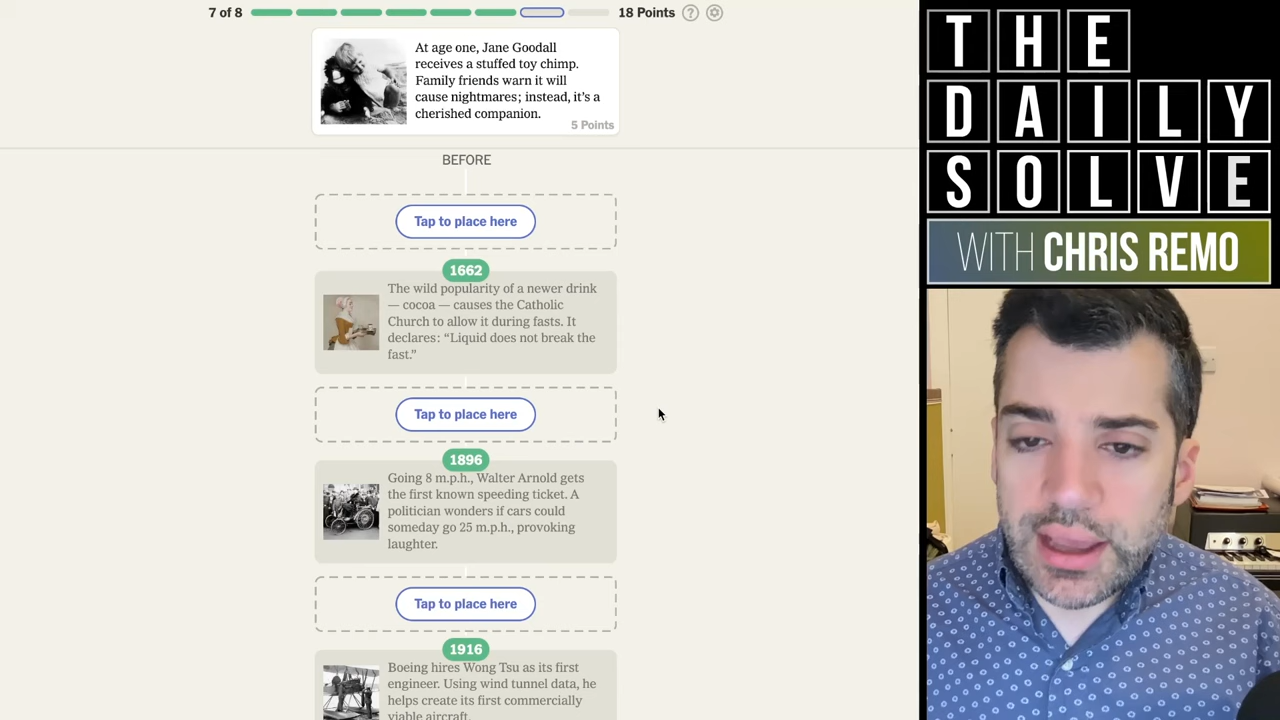 7 of 8
18 Points
At age one, Jane Goodall
receives a stuffed toy chimp.
Family friends warn it will
cause nightmares; instead, it's a
cherished companion.
5 Points
BEFORE
Tap to place here
1662
The wild popularity of a newer drink
— cocoa — causes the Catholic
Church to allow it during fasts. It
declares: “Liquid does not break the
fast.”
Tap to place here
1896
Going 8 m.p.h., Walter Arnold gets
the first known speeding ticket. A
politician wonders if cars could
someday go 25 m.p.h., provoking
laughter.
Tap to place here
1916
Boeing hires Wong Tsu as its first
engineer. Using wind tunnel data, he
helps create its first commercially
viable aircraft.
THE
DAILY
SOLVE
WITH CHRIS REMO